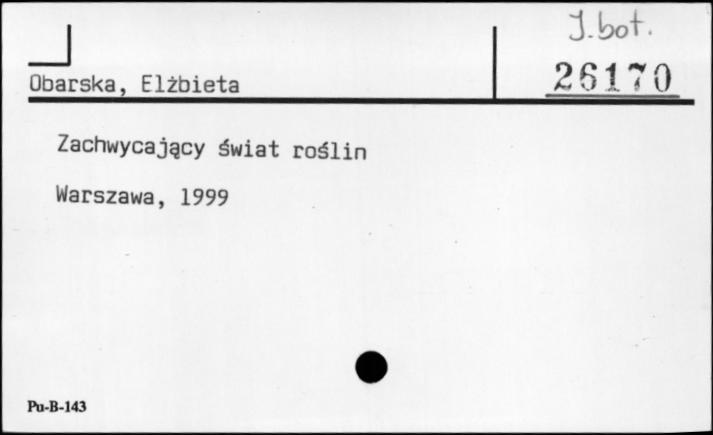 J.bot.
26170
Obarska, Elżbieta
Zachwycający świat roślin
Warszawa, 1999
Pu-B-143